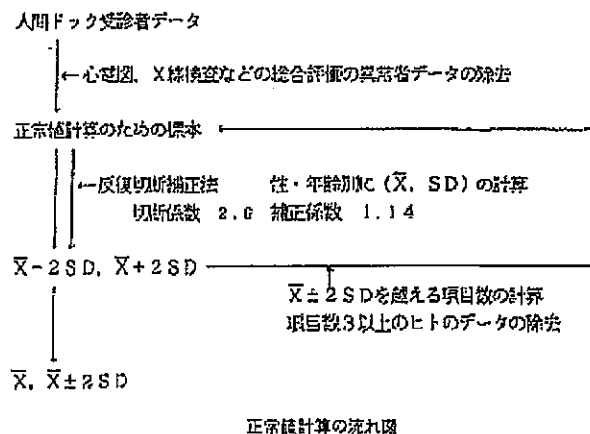 人間ドック受診者データ
←心電図、X線検査などの総合評価の異常者データの除去
正常値計算のための標本
←反復切断補正法 性・年齢別に(X̄, SD)の計算
切断係数 2.0 補正係数 1.14
X̄-2SD, X̄+2SD
X̄±2SDを越える項目数の計算
項目数3以上のヒトのデータの除去
X̄, X̄±2SD
正常値計算の流れ図